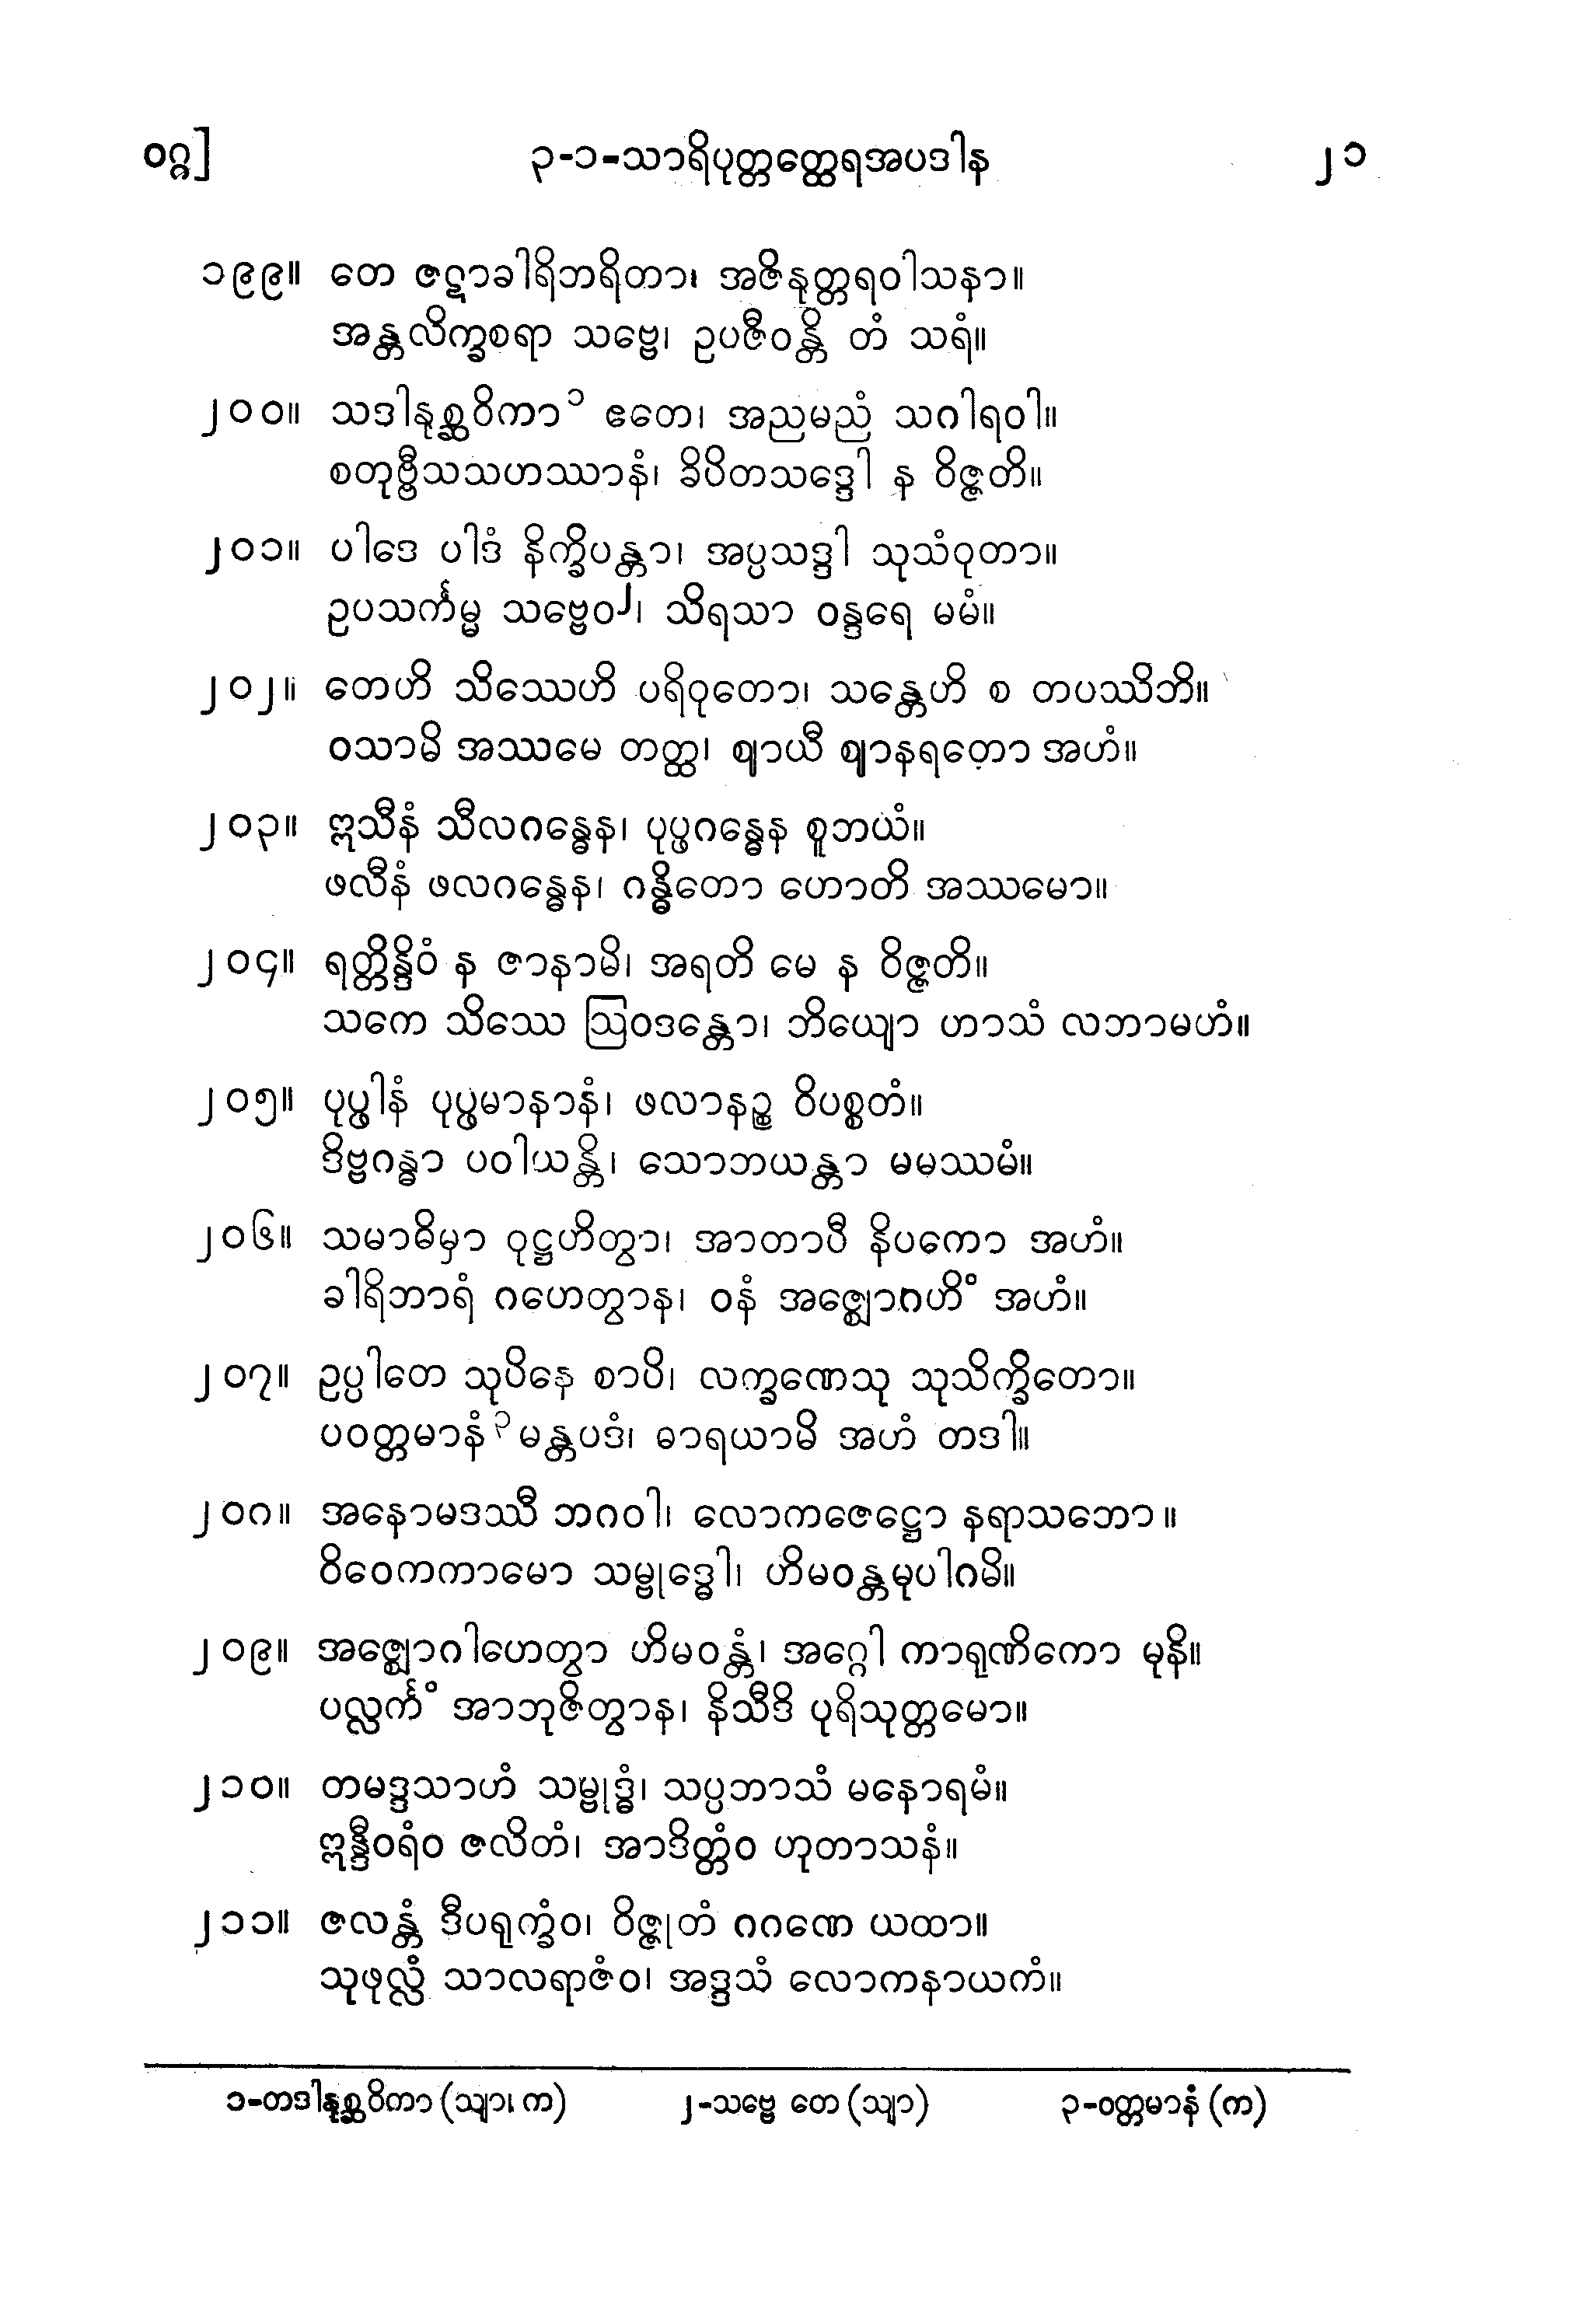 ဝဂ္ဂ] ၃-၁-သာရိပုတ္တတ္ထေရအပဒါန ၂၁
၁၉၉။ တေ ဇဋာခါရိဘရိတာ၊ အဇိနုတ္တရဝါသနာ။
အန္တလိက္ခစရာ သဗ္ဗေ၊ ဥပဇီဝန္တိ တံ သရံ။
၂၀၀။ သဒါနုစ္ဆဝိကာ၁ ဧတေ၊ အညမညံ သဂါရဝါ။
စတုဗ္ဗီသသဟဿာနံ၊ ခိပိတသဒ္ဒေါ န ဝိဇ္ဇတိ။
၂၀၁။ ပါဒေ ပါဒံ နိက္ခိပန္တာ၊ အပ္ပသဒ္ဒါ သုသံဝုတာ။
ဥပသင်္ကမ္မ သဗ္ဗေဝ၂၊ သိရသာ ဝန္ဒရေ မမံ။
၂၀၂။ တေဟိ သိဿေဟိ ပရိဝုတော၊ သန္တေဟိ စ တပဿိဘိ။
ဝသာမိ အဿမေ တတ္ထ၊ ဈာယီ ဈာနရတော အဟံ။
၂၀၃။ ဣသီနံ သီလဂန္ဓေန၊ ပုပ္ဖဂန္ဓေန စူဘယံ။
ဖလီနံ ဖလဂန္ဓေန၊ ဂန္ဓိတော ဟောတိ အဿမော။
၂၀၄။ ရတ္တိန္ဒိဝံ န ဇာနာမိ၊ အရတိ မေ န ဝိဇ္ဇတိ။
သကေ သိဿေ ဩဝဒန္တော၊ ဘိယျော ဟာသံ လဘာမဟံ။
၂၀၅။ ပုပ္ဖါနံ ပုပ္ဖမာနာနံ၊ ဖလာနဉ္စ ဝိပစ္စတံ။
ဒိဗ္ဗဂန္ဓာ ပဝါယန္တိ၊ သောဘယန္တာ မမဿမံ။
၂၀၆။ သမာဓိမှာ ဝုဋ္ဌဟိတွာ၊ အာတာပီ နိပကော အဟံ။
ခါရိဘာရံ ဂဟေတွာန၊ ဝနံ အဇ္ဈောဂဟိံ အဟံ။
၂၀၇။ ဥပ္ပါတေ သုပိနေ စာပိ၊ လက္ခဏေသု သုသိက္ခိတော။
ပဝတ္တမာနံ၃ မန္တပဒံ၊ ဓာရယာမိ အဟံ တဒါ။
၂၀၈။ အနောမဒဿီ ဘဂဝါ၊ လောကဇေဋ္ဌော နရာသဘော။
ဝိဝေကကာမော သမ္ဗုဒ္ဓေါ၊ ဟိမဝန္တမုပါဂမိ။
၂၀၉။ အဇ္ဈောဂါဟေတွာ ဟိမဝန္တံ၊ အဂ္ဂေါ ကာရုဏိကော မုနိ။
ပလ္လင်္ကံ အာဘုဇိတွာန၊ နိသီဒိ ပုရိသုတ္တမော။
၂၁၀။ တမဒ္ဒသာဟံ သမ္ဗုဒ္ဓံ၊ သပ္ပဘာသံ မနောရမံ။
ဣန္ဒီဝရံဝ ဇလိတံ၊ အာဒိတ္တံဝ ဟုတာသနံ။
၂၁၁။ ဇလန္တံ ဒီပရုက္ခံဝ၊ ဝိဇ္ဇုတံ ဂဂဏေ ယထာ။
သုဖုလ္လံ သာလရာဇံဝ၊ အဒ္ဒသံ လောကနာယကံ။
၁-တဒါနုစ္ဆဝိကာ (သျာ၊ က) ၂-သဗ္ဗေ တေ (သျာ) ၃-ဝတ္တမာနံ (က)